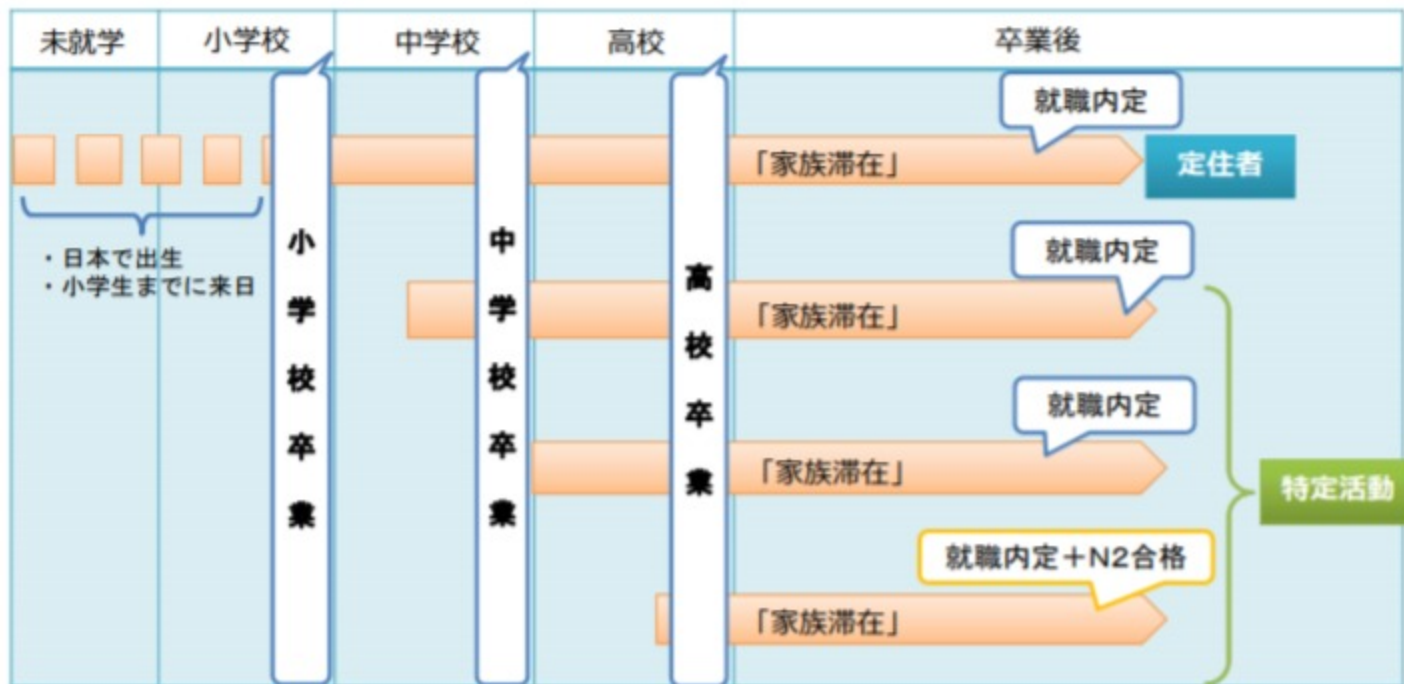 未就学
小学校
中学校
高校
卒業後
就職内定
「家族滞在」
定住者
・日本で出生
・小学生までに来日
小学校卒業
中学校卒業
高校卒業
就職内定
「家族滞在」
就職内定
「家族滞在」
特定活動
就職内定+N2合格
「家族滞在」